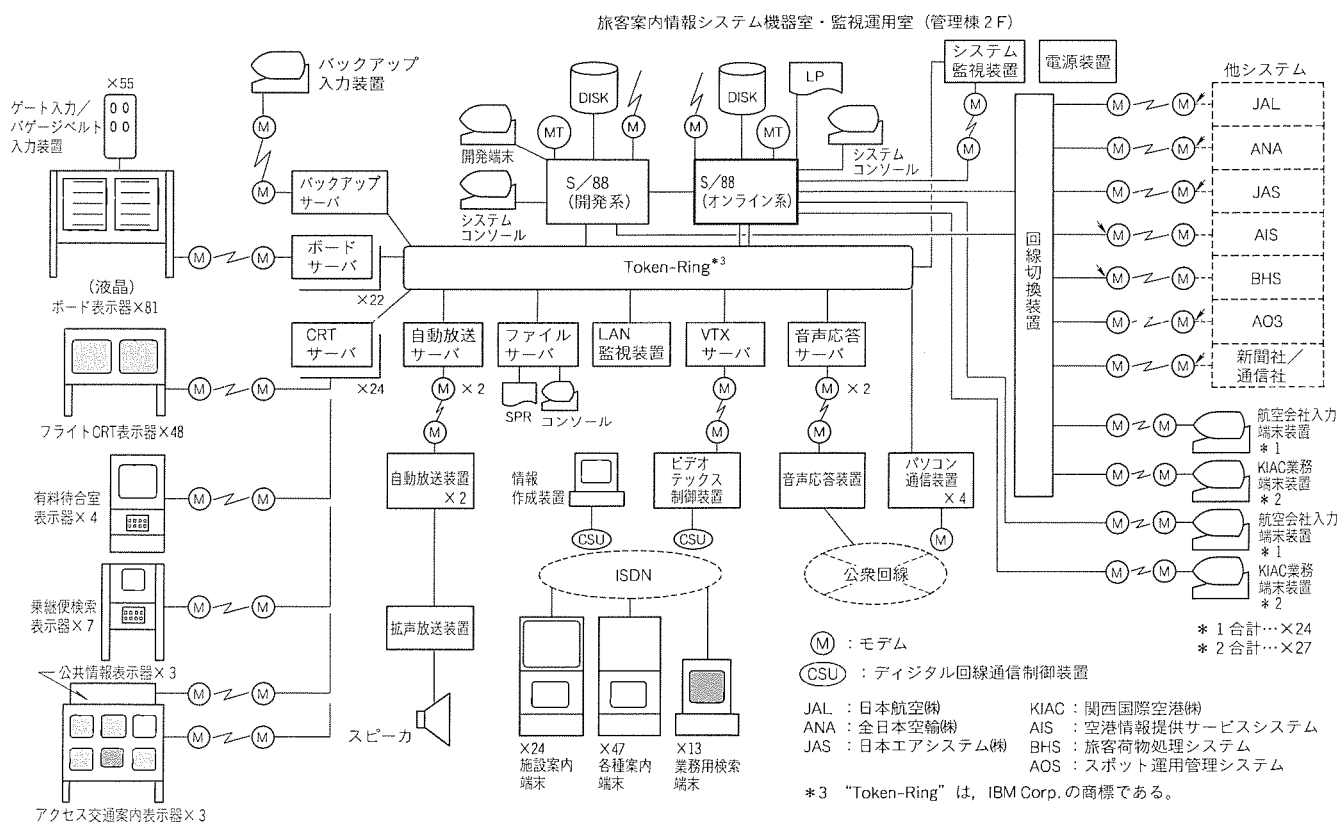 旅客案内情報システム機器室・監視運用室（管理棟2F）
バックアップ
入力装置
×55
ゲート入力／
バゲージベルト
入力装置
0 0
0 0
M
M
バックアップ
サーバ
(液晶)
ボード表示器×81
M
M
ボード
サーバ
×22
フライトCRT表示器×48
M
M
CRT
サーバ
×24
有料待合室
表示器×4
M
M
乗継便検索
表示器×7
M
M
公共情報表示器×3
M
M
M
M
アクセス交通案内表示器×3
DISK
MT
M
開発端末
システム
コンソール
S／88
(開発系)
DISK
LP
M
MT
システム
コンソール
S／88
(オンライン系)
システム
監視装置
電源装置
M
M
Token-Ring*3
自動放送
サーバ
M
×2
M
自動放送装置
×2
拡声放送装置
スピーカ
ファイル
サーバ
SPR
コンソール
LAN
監視装置
VTX
サーバ
M
M
ビデオ
テックス
制御装置
情報
作成装置
CSU
CSU
ISDN
×24
施設案内
端末
×47
各種案内
端末
×13
業務用検索
端末
音声応答
サーバ
M
×2
M
音声応答装置
パソコン
通信装置
×4
M
公衆回線
回線切換装置
他システム
M
M
JAL
M
M
ANA
M
M
JAS
M
M
AIS
M
M
BHS
M
M
AOS
M
M
新聞社／
通信社
M
M
航空会社入力
端末装置
*1
M
M
KIAC業務
端末装置
*2
M
M
航空会社入力
端末装置
*1
M
M
KIAC業務
端末装置
*2
*1合計…×24
*2合計…×27
M：モデム
CSU：ディジタル回線通信制御装置
JAL：日本航空㈱
ANA：全日本空輸㈱
JAS：日本エアシステム㈱
KIAC：関西国際空港㈱
AIS：空港情報提供サービスシステム
BHS：旅客荷物処理システム
AOS：スポット運用管理システム
*3 “Token-Ring”は，IBM Corp.の商標である。